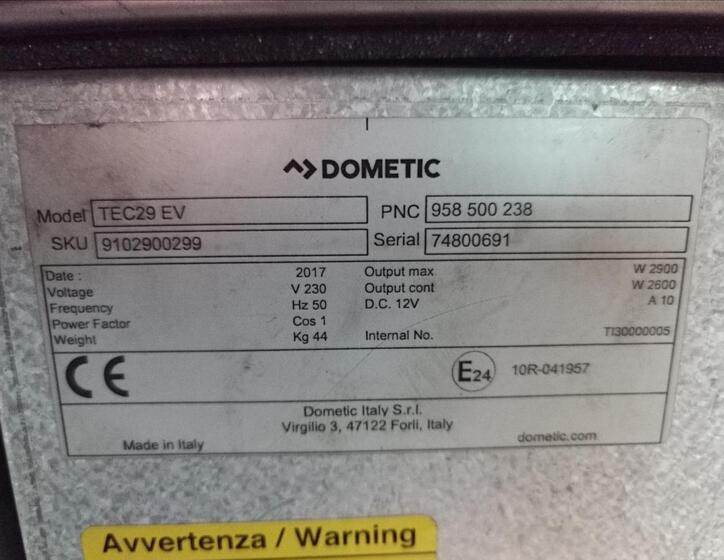 DOMETIC
Model TEC29 EV PNC 958 500 238
SKU 9102900299 Serial 74800691
Date : 2017 Output max W 2900
Voltage V 230 Output cont W 2600
Frequency Hz 50 D.C. 12V A 10
Power Factor Cos 1
Weight Kg 44 Internal No. TI30000005
CE E24 10R-041957
Dometic Italy S.r.l.
Virgilio 3, 47122 Forlì, Italy
Made in Italy dometic.com
Avvertenza / Warning